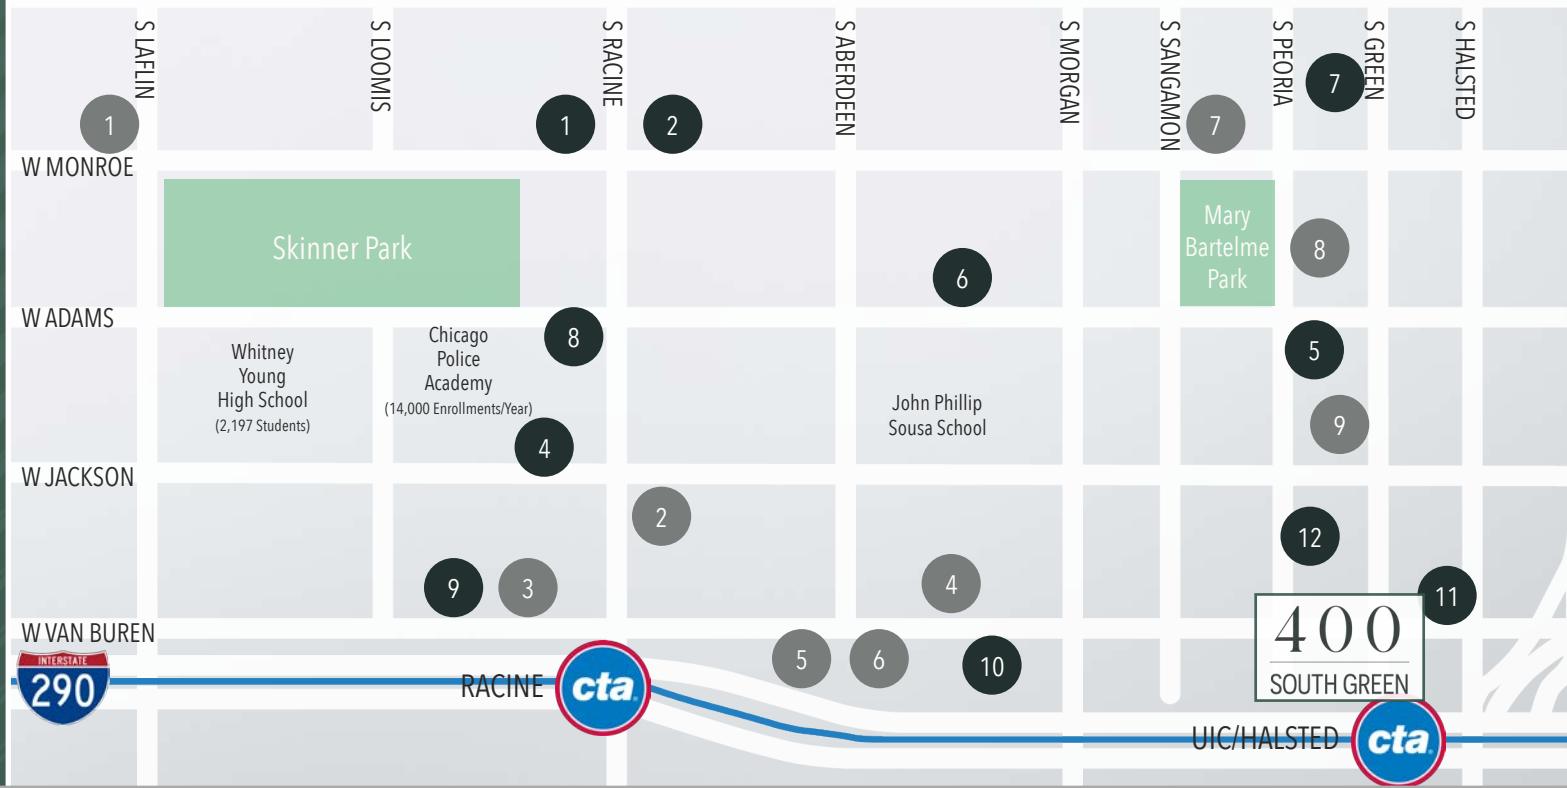 S LAFLIN
S LOOMIS
S RACINE
S ABERDEEN
S MORGAN
S SANGAMON
S PEORIA
S GREEN
S HALSTED
7
1
1
2
7
W MONROE
Skinner Park
Mary
Bartelme
Park
8
6
W ADAMS
Whitney
Young
High School
(2,197 Students)
Chicago
Police
Academy
(14,000 Enrollments/Year)
8
4
John Phillip
Sousa School
5
9
W JACKSON
2
12
9
3
4
11
W VAN BUREN
5
6
10
400
SOUTH GREEN
INTERSTATE
290
RACINE
cta
UIC/HALSTED
cta